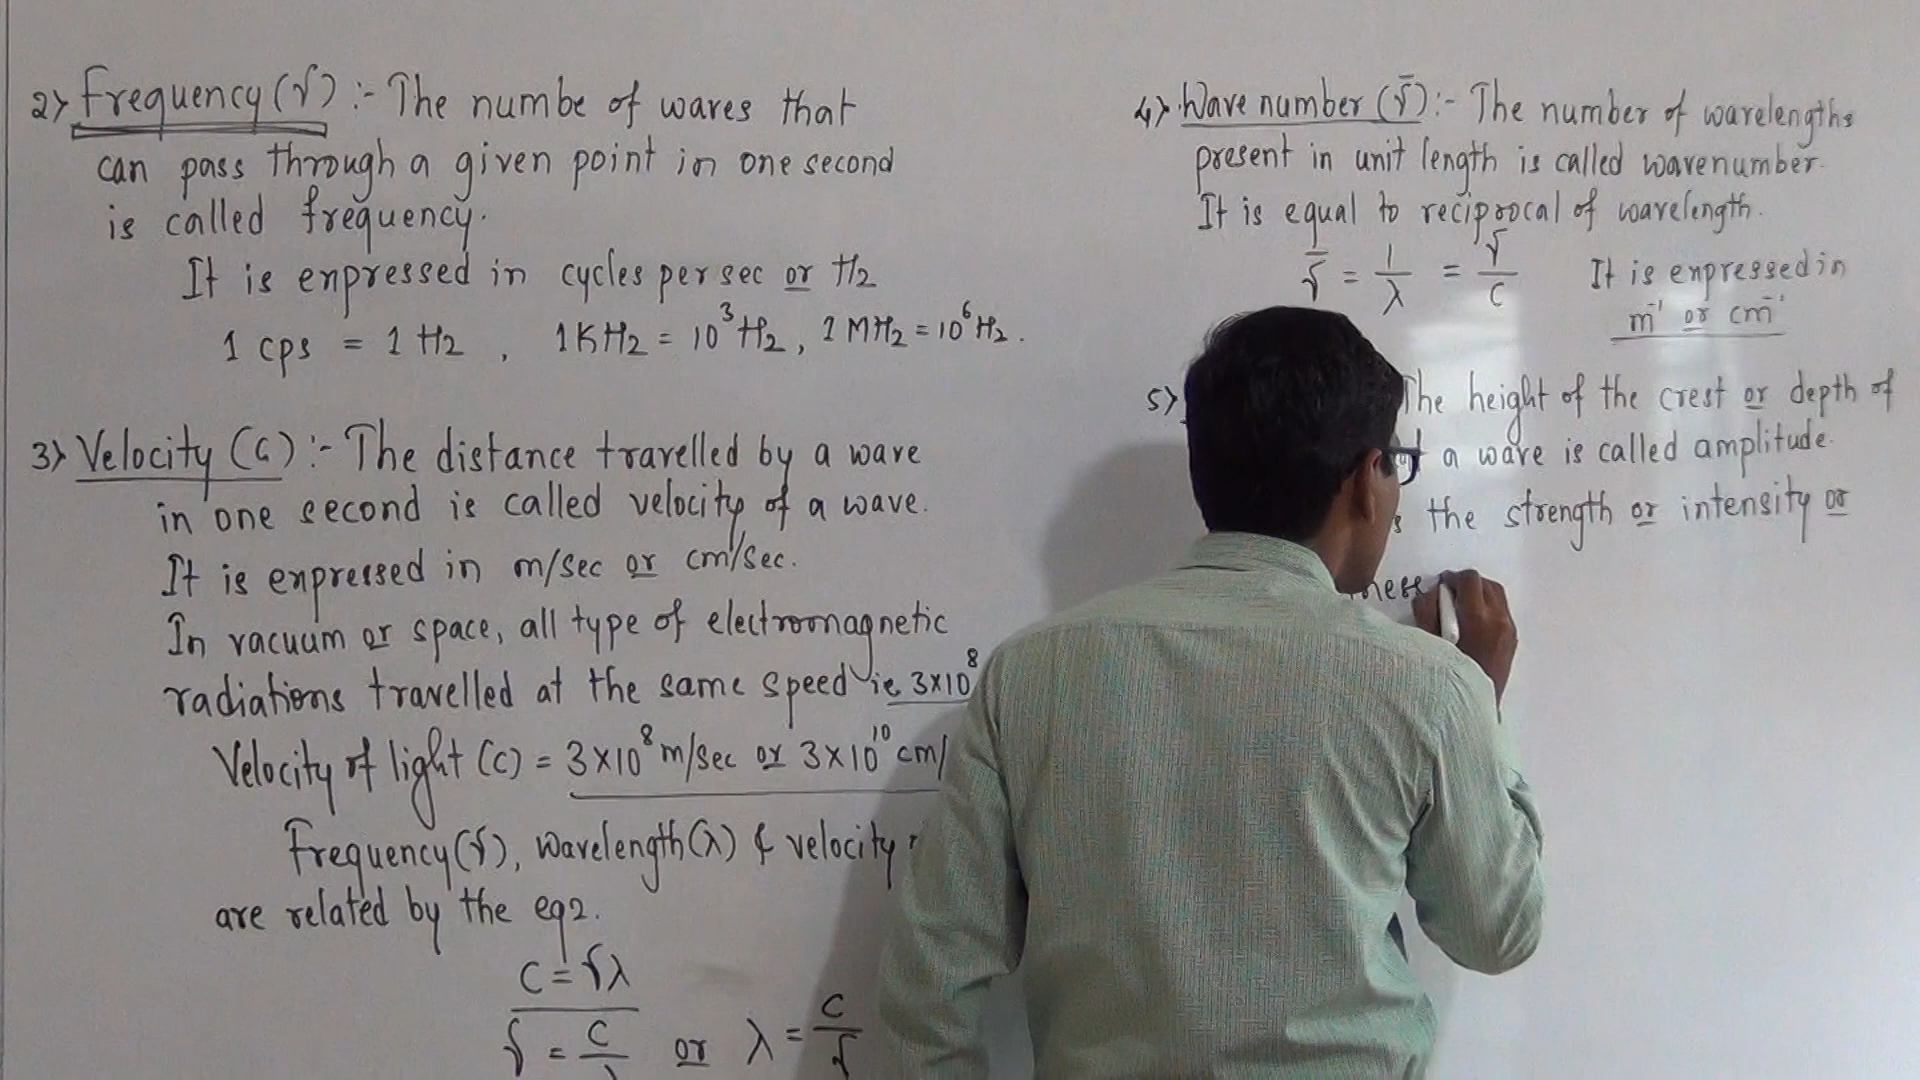 2> Frequency (ν) :- The numbe of waves that
can pass through a given point in one second
is called frequency.
It is expressed in cycles per sec or Hz
1 cps = 1 Hz , 1 KHz = 10³ Hz, 1 MHz = 10⁶ Hz.
3> Velocity (c) :- The distance travelled by a wave
in one second is called velocity of a wave.
It is expressed in m/sec or cm/sec.
In vacuum or space, all type of electromagnetic
radiations travelled at the same speed ie 3×10⁸
Velocity of light (c) = 3×10⁸ m/sec or 3×10¹⁰ cm/
Frequency (ν), wavelength (λ) & velocity
are related by the eqn.
c = νλ
ν = c/λ or λ = c/ν
4> Wave number (ν̄) :- The number of wavelengths
present in unit length is called wavenumber.
It is equal to reciprocal of wavelength.
ν̄ = 1/λ = ν/c It is expressed in
m⁻¹ or cm⁻¹
5> The height of the crest or depth of
a wave is called amplitude.
the strength or intensity or
ness